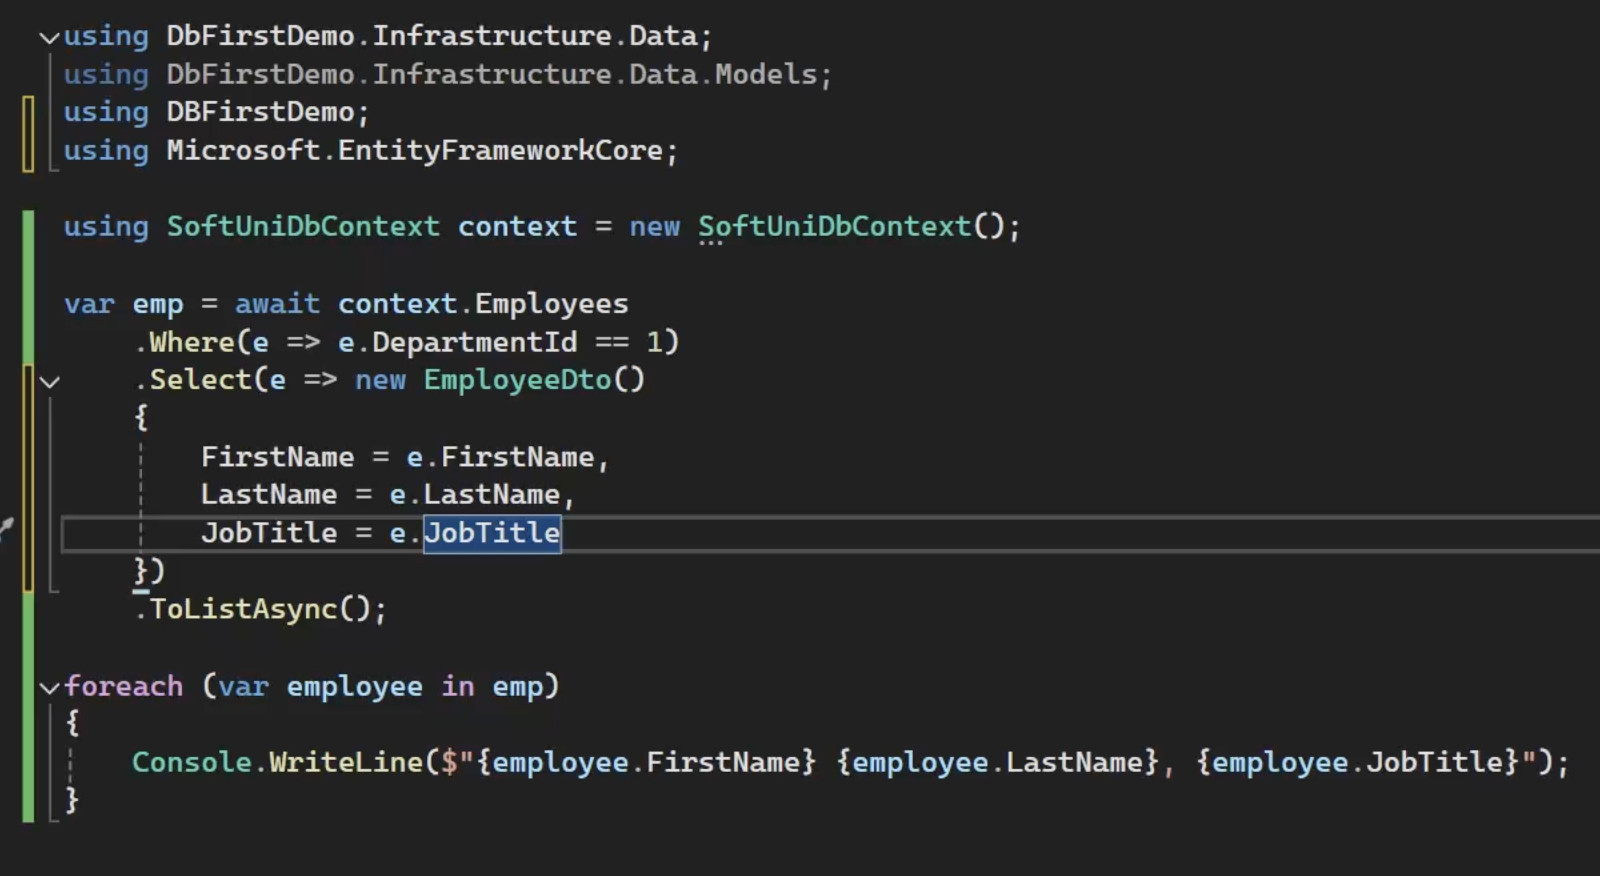 using DbFirstDemo.Infrastructure.Data;
using DbFirstDemo.Infrastructure.Data.Models;
using DBFirstDemo;
using Microsoft.EntityFrameworkCore;
using SoftUniDbContext context = new SoftUniDbContext();
var emp = await context.Employees
.Where(e => e.DepartmentId == 1)
.Select(e => new EmployeeDto()
{
FirstName = e.FirstName,
LastName = e.LastName,
JobTitle = e.JobTitle
})
.ToListAsync();
foreach (var employee in emp)
{
Console.WriteLine($"{employee.FirstName} {employee.LastName}, {employee.JobTitle}");
}